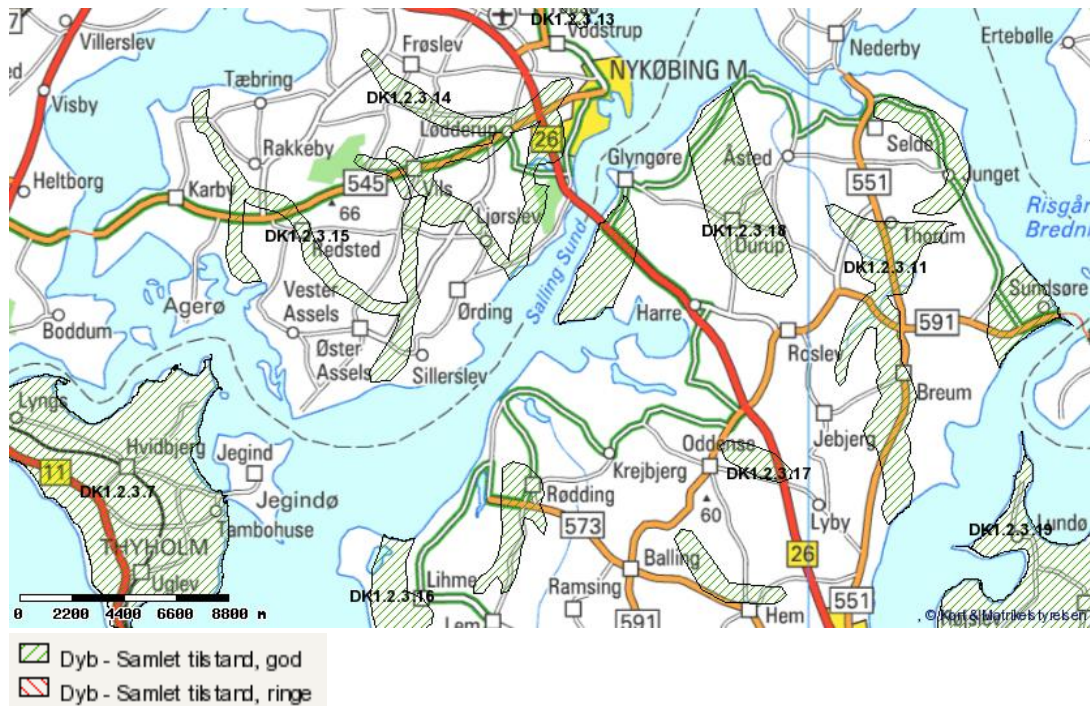 DK1.2.3.13
Vodstrup
Nederby
Ertebølle
Villerslev
Frøslev
NYKØBING M
Visby
Tæbring
DK1.2.3.14
Lødderup
26
Selde
Rakkeby
Glyngøre
Åsted
Heltborg
Karby
545
Vils
551
Junget
66
Ljørslev
Risgår
Bredni
DK1.2.3.15
Redsted
DK1.2.3.18
Durup
Thorum
Salling Sund
DK1.2.3.11
Agerø
Vester
Assels
Ørding
Sundsøre
Boddum
Harre
591
Øster
Assels
Sillerslev
Roslev
Breum
Lyngs
Hvidbjerg
Jegind
Oddense
Jebjerg
11
DK1.2.3.7
Jegindø
Krejbjerg
DK1.2.3.17
Rødding
60
Lyby
Tambohuse
573
Lundø
DK1.2.3.19
THYHOLM
26
Balling
Uglev
Lihme
Ramsing
DK1.2.3.16
551
0 2200 4400 6600 8800 m
Lem
591
Hem
© Kort & Matrikelstyrelsen
Højslev
Dyb - Samlet tilstand, god
Dyb - Samlet tilstand, ringe